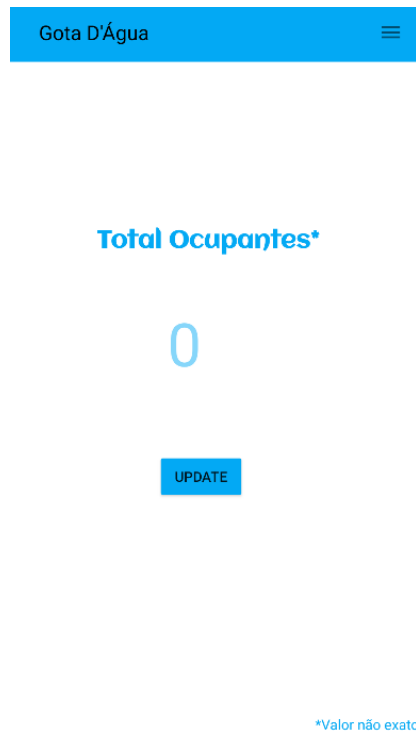 Gota D'Água
Total Ocupantes*
0
UPDATE
*Valor não exato